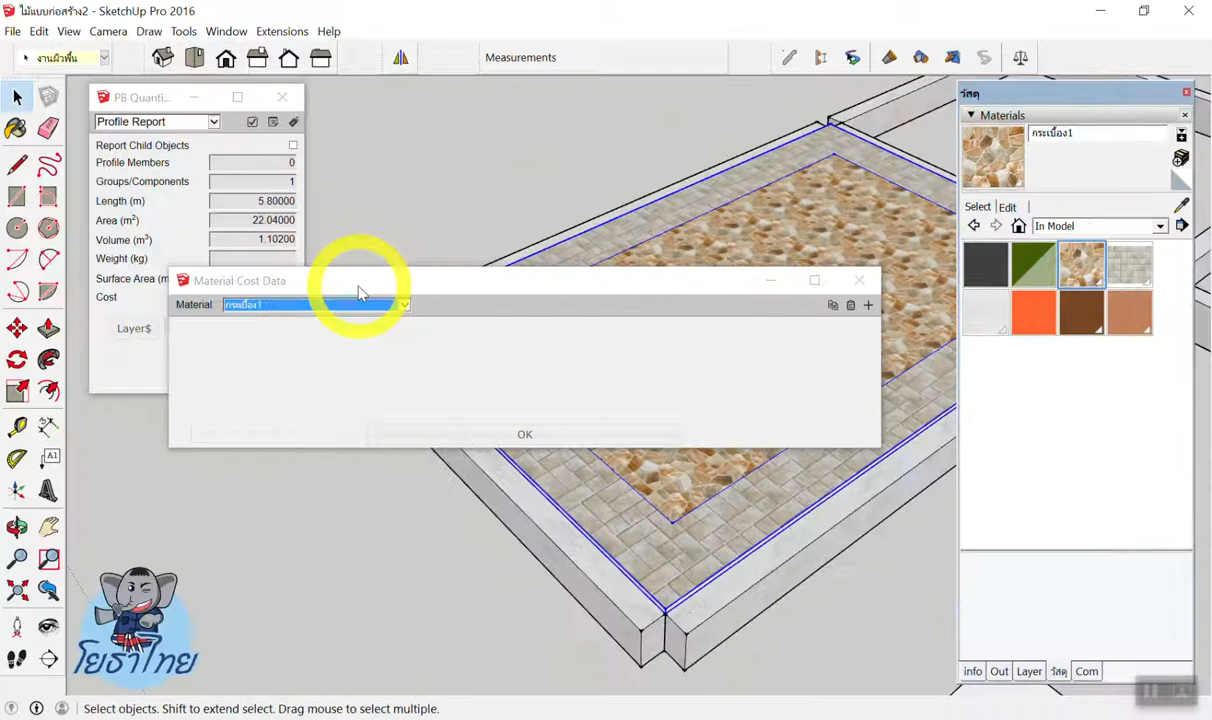 ไม้แบบก่อสร้าง2 - SketchUp Pro 2016
File Edit View Camera Draw Tools Window Extensions Help
งานผิวพื้น
Measurements
PB Quanti...
Profile Report
Report Child Objects
Profile Members 0
Groups/Components 1
Length (m) 5.80000
Area (m²) 22.04000
Volume (m³) 1.10200
Weight (kg)
Surface Area (m
Cost
Layer$
Material Cost Data
Material กระเบื้อง1
OK
วัสดุ
Materials
กระเบื้อง1
Select Edit
In Model
info Out Layer วัสดุ Com
A1
โยธาไทย
Select objects. Shift to extend select. Drag mouse to select multiple.